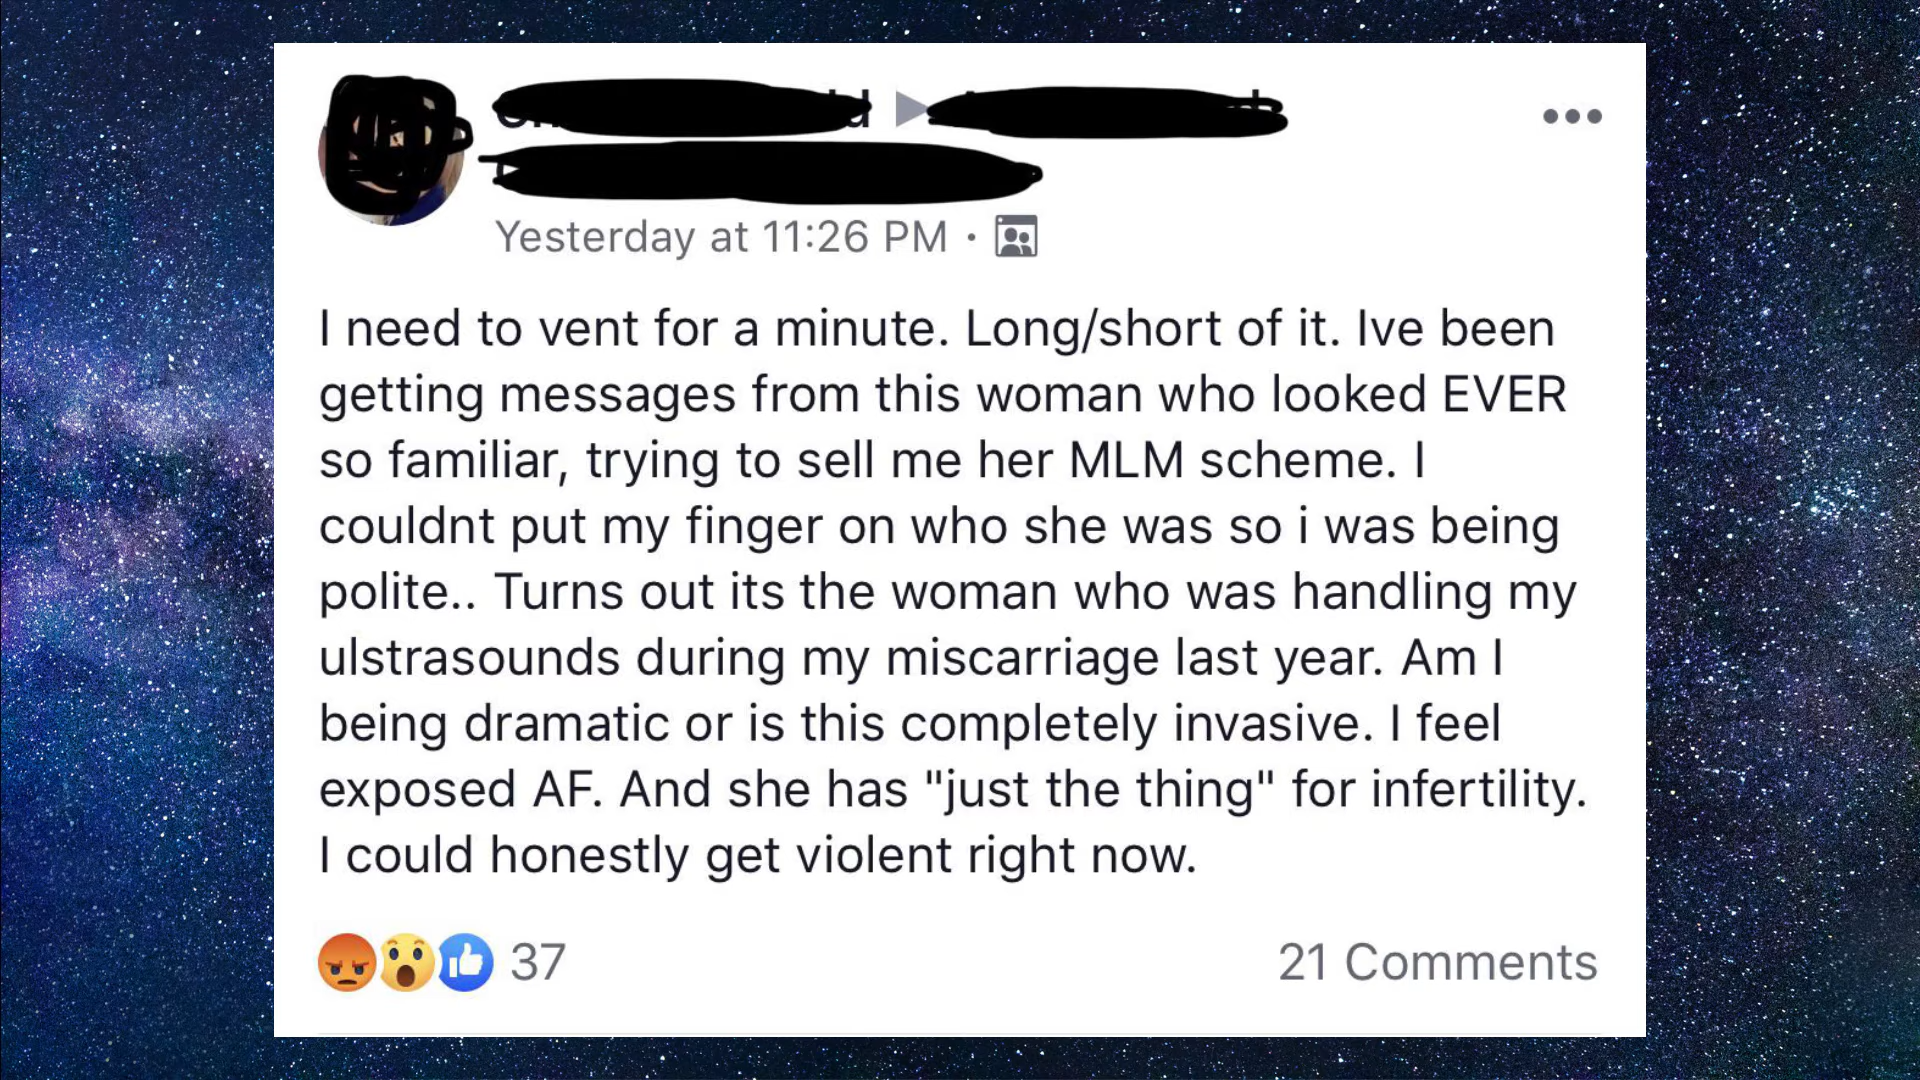 Yesterday at 11:26 PM ·
I need to vent for a minute. Long/short of it. Ive been
getting messages from this woman who looked EVER
so familiar, trying to sell me her MLM scheme. I
couldnt put my finger on who she was so i was being
polite.. Turns out its the woman who was handling my
ulstrasounds during my miscarriage last year. Am I
being dramatic or is this completely invasive. I feel
exposed AF. And she has "just the thing" for infertility.
I could honestly get violent right now.
37
21 Comments